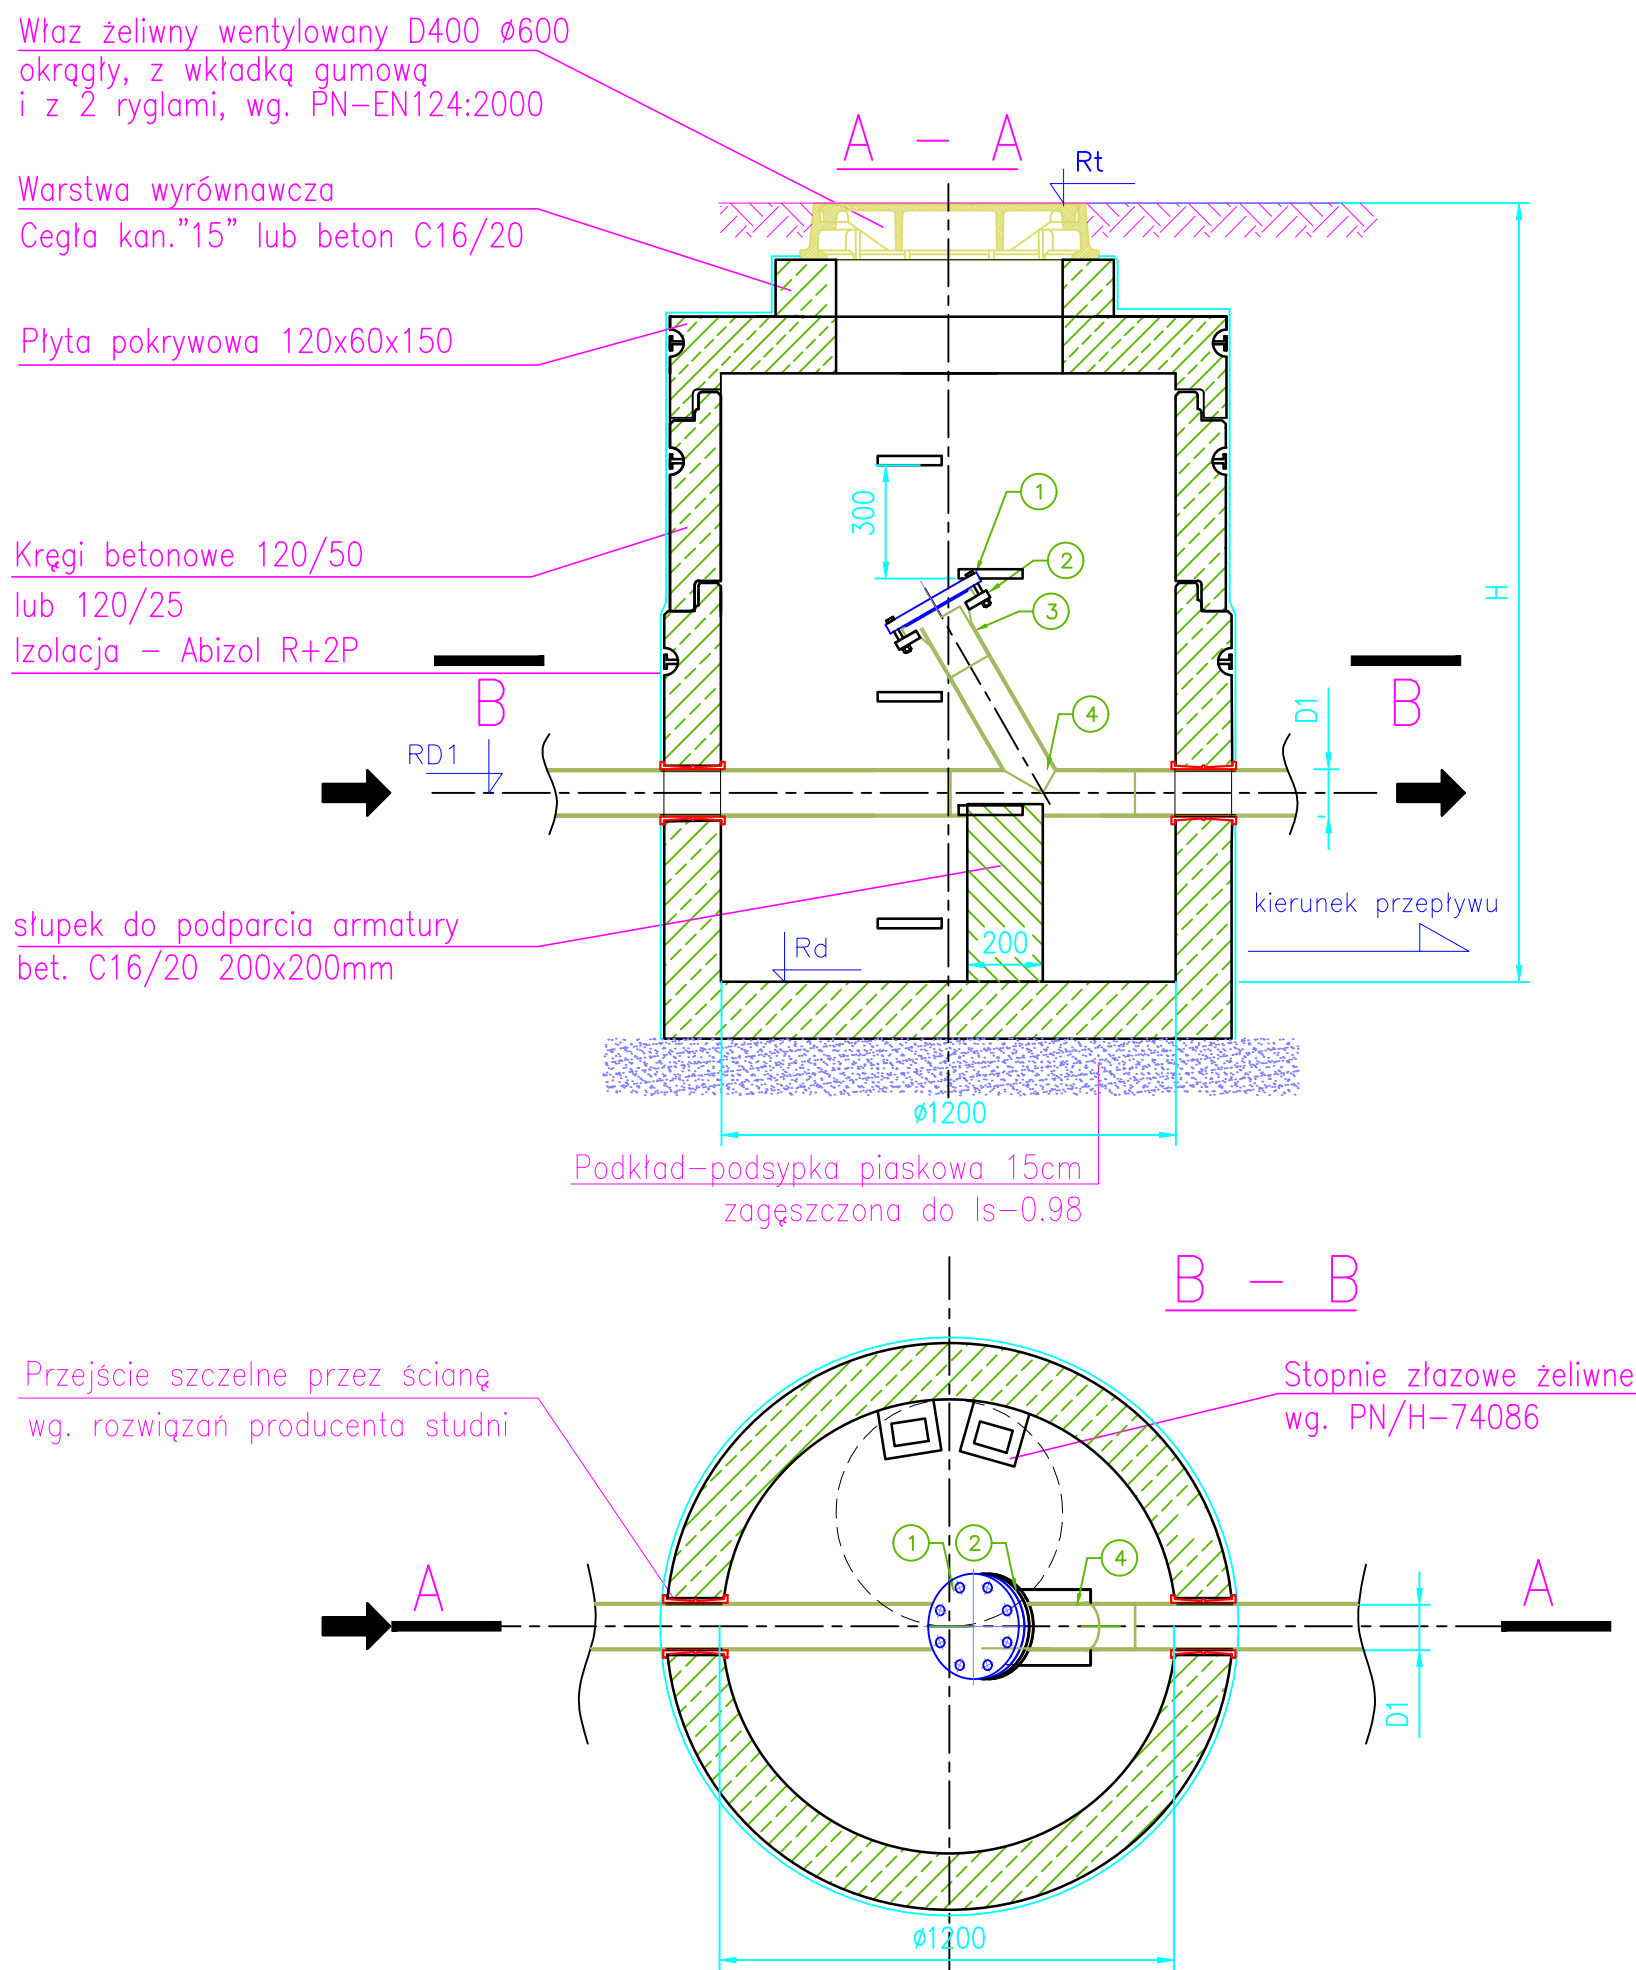 Właz żeliwny wentylowany D400 ø600
okrągły, z wkładką gumową
i z 2 ryglami, wg. PN-EN124:2000
A - A
Rt
Warstwa wyrównawcza
Cegła kan."15" lub beton C16/20
Płyta pokrywowa 120x60x150
300
1
2
3
Kręgi betonowe 120/50
lub 120/25
Izolacja - Abizol R+2P
H
B
B
4
D1
RD1
kierunek przepływu
słupek do podparcia armatury
bet. C16/20 200x200mm
200
Rd
ø1200
Podkład-podsypka piaskowa 15cm
zagęszczona do Is-0.98
B - B
Przejście szczelne przez ścianę
wg. rozwiązań producenta studni
Stopnie złazowe żeliwne
wg. PN/H-74086
1
2
4
A
A
D1
ø1200